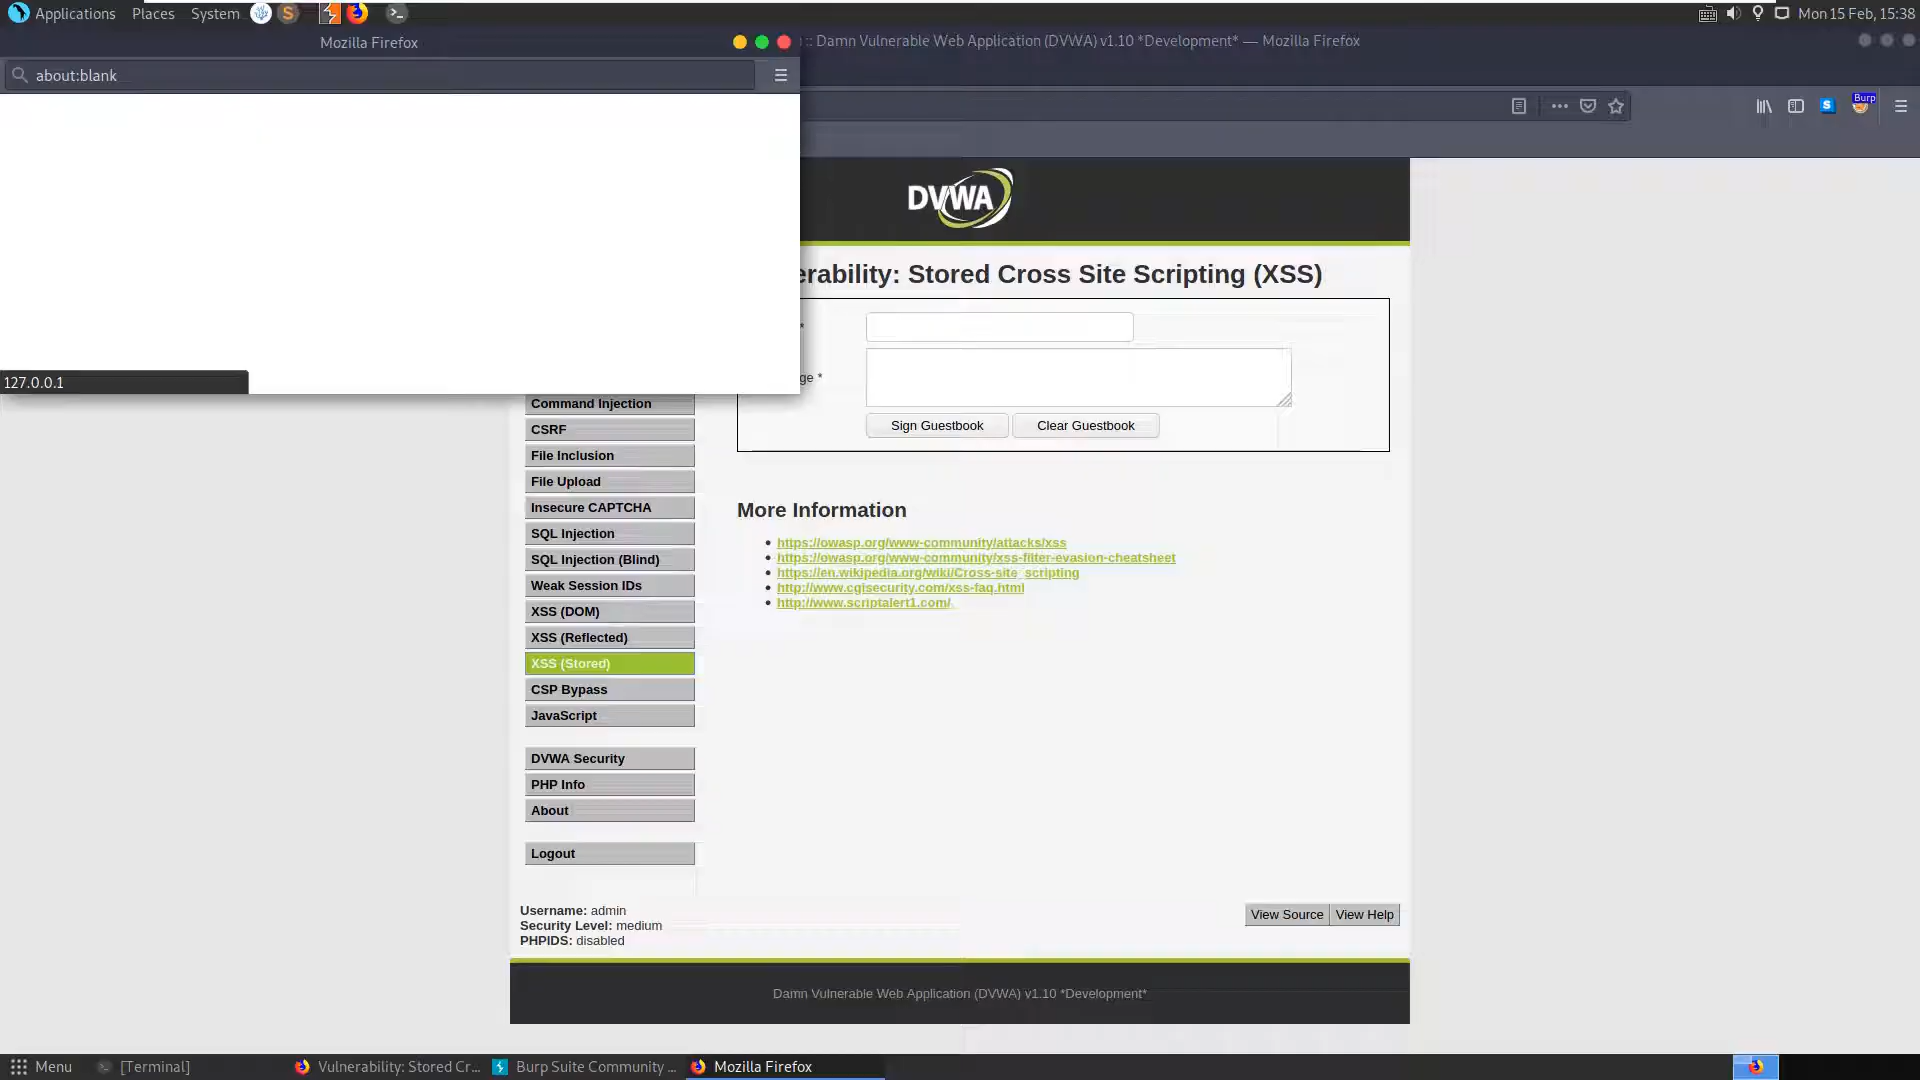 Applications Places System
Mon 15 Feb, 15:38
Mozilla Firefox
:: Damn Vulnerable Web Application (DVWA) v1.10 *Development* — Mozilla Firefox
about:blank
Burp
DVWA
erability: Stored Cross Site Scripting (XSS)
*
ge *
127.0.0.1
Sign Guestbook Clear Guestbook
Command Injection
CSRF
File Inclusion
File Upload
Insecure CAPTCHA
SQL Injection
SQL Injection (Blind)
Weak Session IDs
XSS (DOM)
XSS (Reflected)
XSS (Stored)
CSP Bypass
JavaScript
DVWA Security
PHP Info
About
Logout
More Information
https://owasp.org/www-community/attacks/xss
https://owasp.org/www-community/xss-filter-evasion-cheatsheet
https://en.wikipedia.org/wiki/Cross-site_scripting
http://www.cgisecurity.com/xss-faq.html
http://www.scriptalert1.com/
Username: admin
Security Level: medium
PHPIDS: disabled
View Source View Help
Damn Vulnerable Web Application (DVWA) v1.10 *Development*
Menu [Terminal] Vulnerability: Stored Cr... Burp Suite Community ... Mozilla Firefox